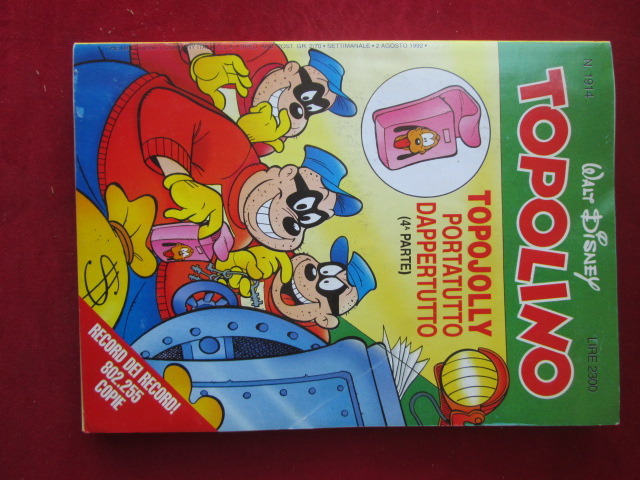 SETTIMANALE • 2 AGOSTO 1992 •
N. 1914
WALT DISNEY
LIRE 2300
TOPOLINO
TOPOJOLLY
PORTATUTTO
DAPPERTUTTO
(4ª PARTE)
$
RECORD DEI RECORD!
802.255
COPIE